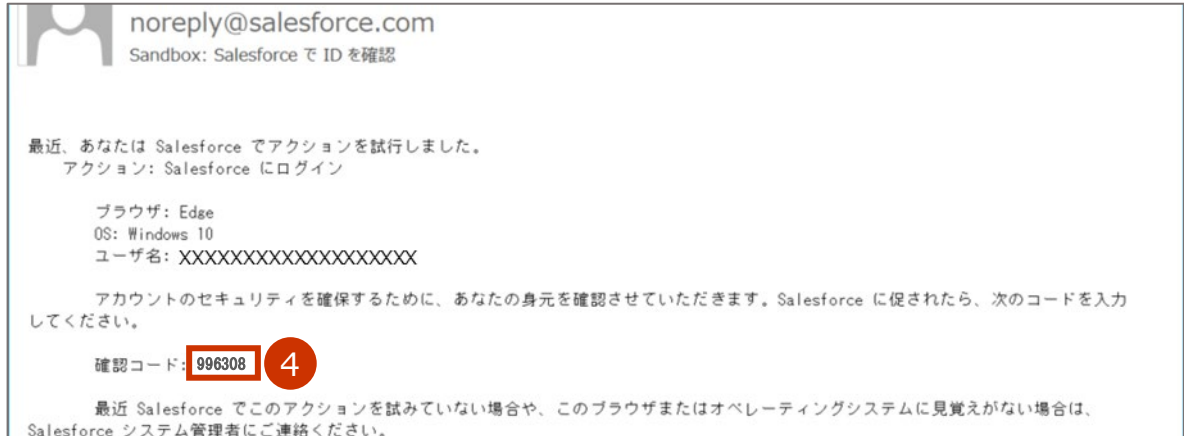 noreply@salesforce.com
Sandbox: Salesforce で ID を確認
最近、あなたは Salesforce でアクションを試行しました。
アクション: Salesforce にログイン
ブラウザ: Edge
OS: Windows 10
ユーザ名: XXXXXXXXXXXXXXXXXXX
アカウントのセキュリティを確保するために、あなたの身元を確認させていただきます。Salesforce に促されたら、次のコードを入力
してください。
確認コード: 996308 4
最近 Salesforce でこのアクションを試みていない場合や、このブラウザまたはオペレーティングシステムに見覚えがない場合は、
Salesforce システム管理者にご連絡ください。